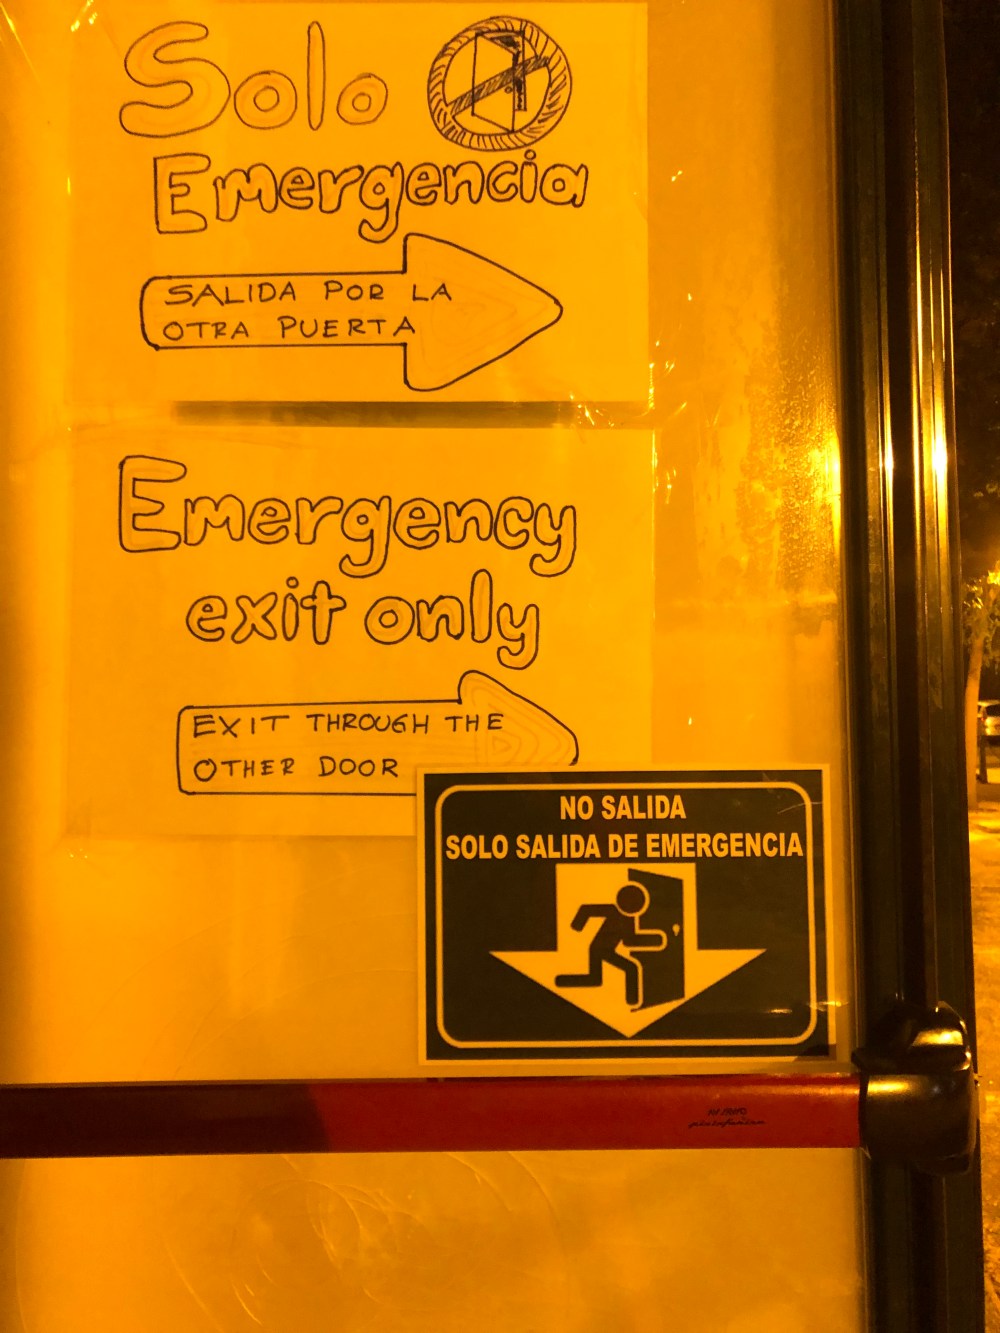 Solo
Emergencia
SALIDA POR LA
OTRA PUERTA
Emergency
exit only
EXIT THROUGH THE
OTHER DOOR
NO SALIDA
SOLO SALIDA DE EMERGENCIA